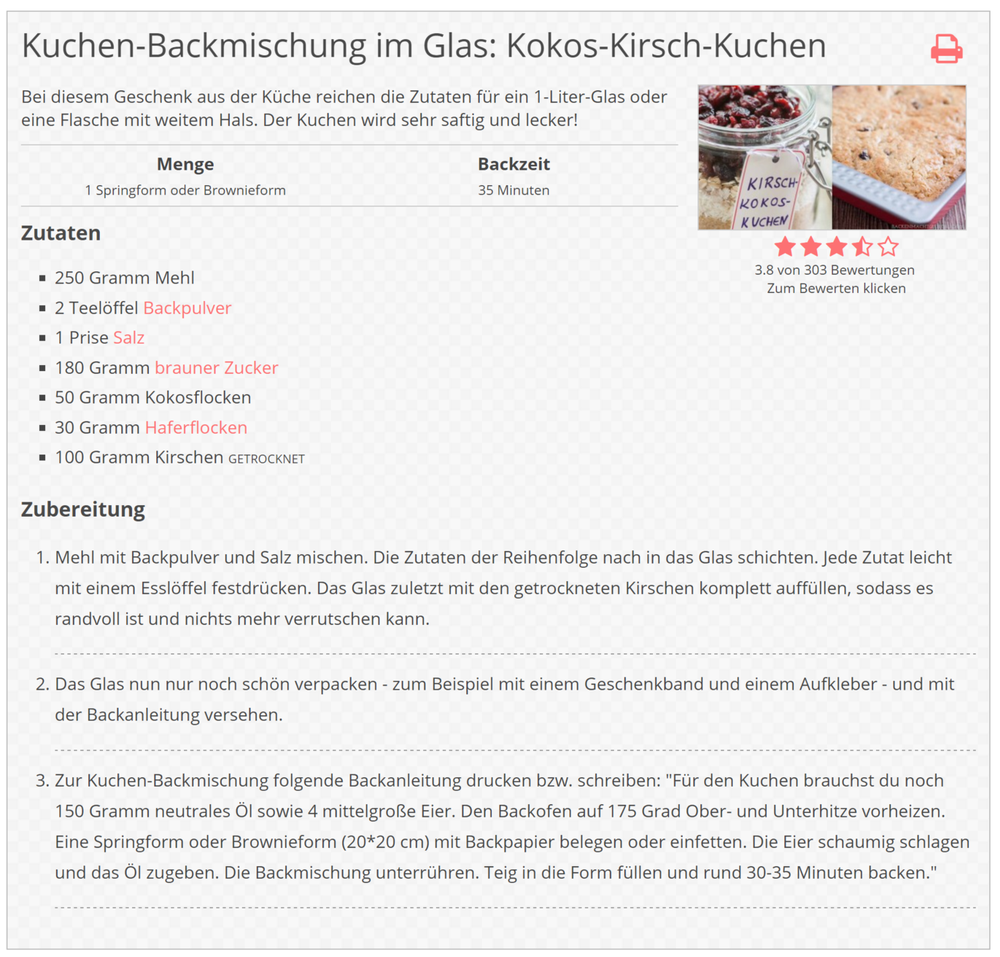 Kuchen-Backmischung im Glas: Kokos-Kirsch-Kuchen
Bei diesem Geschenk aus der Küche reichen die Zutaten für ein 1-Liter-Glas oder
eine Flasche mit weitem Hals. Der Kuchen wird sehr saftig und lecker!
Menge
1 Springform oder Brownieform
Backzeit
35 Minuten
KIRSCH-
KOKOS-
KUCHEN
3.8 von 303 Bewertungen
Zum Bewerten klicken
Zutaten
250 Gramm Mehl
2 Teelöffel Backpulver
1 Prise Salz
180 Gramm brauner Zucker
50 Gramm Kokosflocken
30 Gramm Haferflocken
100 Gramm Kirschen GETROCKNET
Zubereitung
1. Mehl mit Backpulver und Salz mischen. Die Zutaten der Reihenfolge nach in das Glas schichten. Jede Zutat leicht
mit einem Esslöffel festdrücken. Das Glas zuletzt mit den getrockneten Kirschen komplett auffüllen, sodass es
randvoll ist und nichts mehr verrutschen kann.
2. Das Glas nun nur noch schön verpacken - zum Beispiel mit einem Geschenkband und einem Aufkleber - und mit
der Backanleitung versehen.
3. Zur Kuchen-Backmischung folgende Backanleitung drucken bzw. schreiben: "Für den Kuchen brauchst du noch
150 Gramm neutrales Öl sowie 4 mittelgroße Eier. Den Backofen auf 175 Grad Ober- und Unterhitze vorheizen.
Eine Springform oder Brownieform (20*20 cm) mit Backpapier belegen oder einfetten. Die Eier schaumig schlagen
und das Öl zugeben. Die Backmischung unterrühren. Teig in die Form füllen und rund 30-35 Minuten backen."